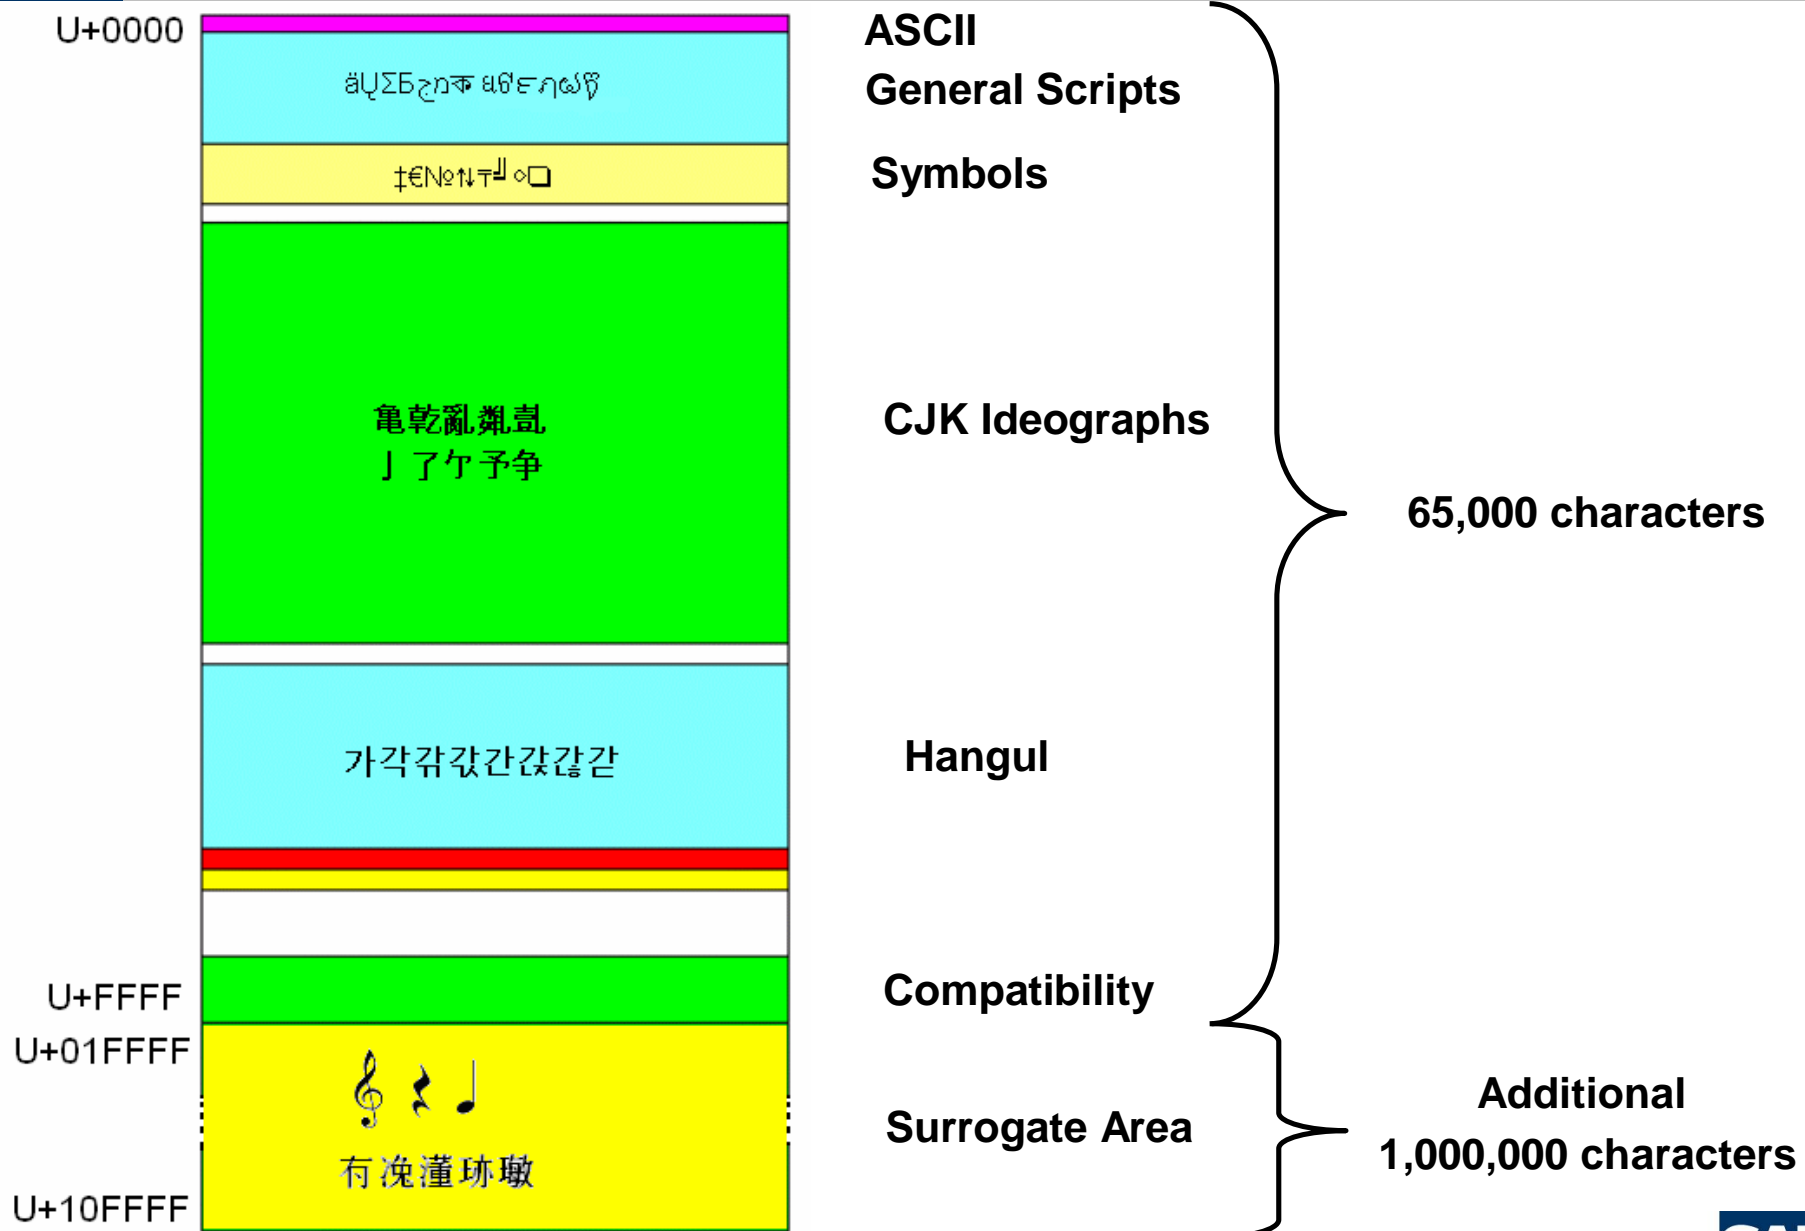 U+0000
ASCII
General Scripts
Symbols
CJK Ideographs
亀乾亂
亅了亇予争
65,000 characters
가각갂갃간갅갆갇
Hangul
U+FFFF
Compatibility
U+01FFFF
Surrogate Area
Additional
1,000,000 characters
U+10FFFF